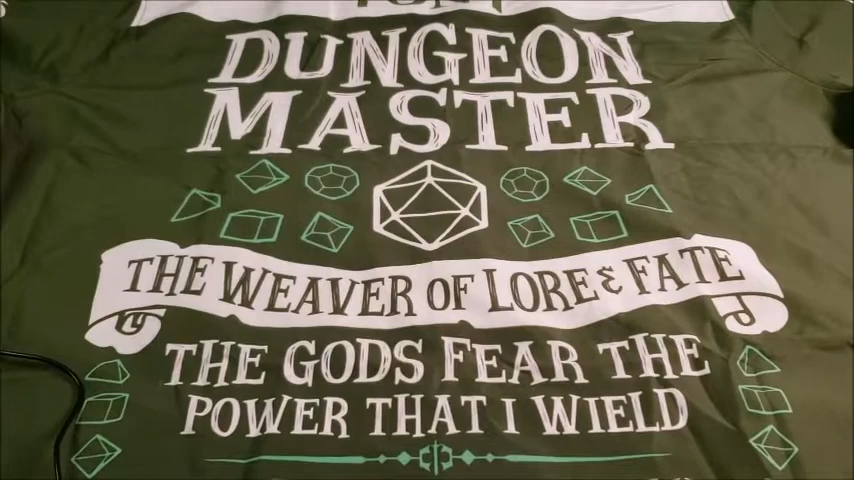 DUNGEON
MASTER
THE WEAVER OF LORE & FATE
THE GODS FEAR THE
POWER THAT I WIELD